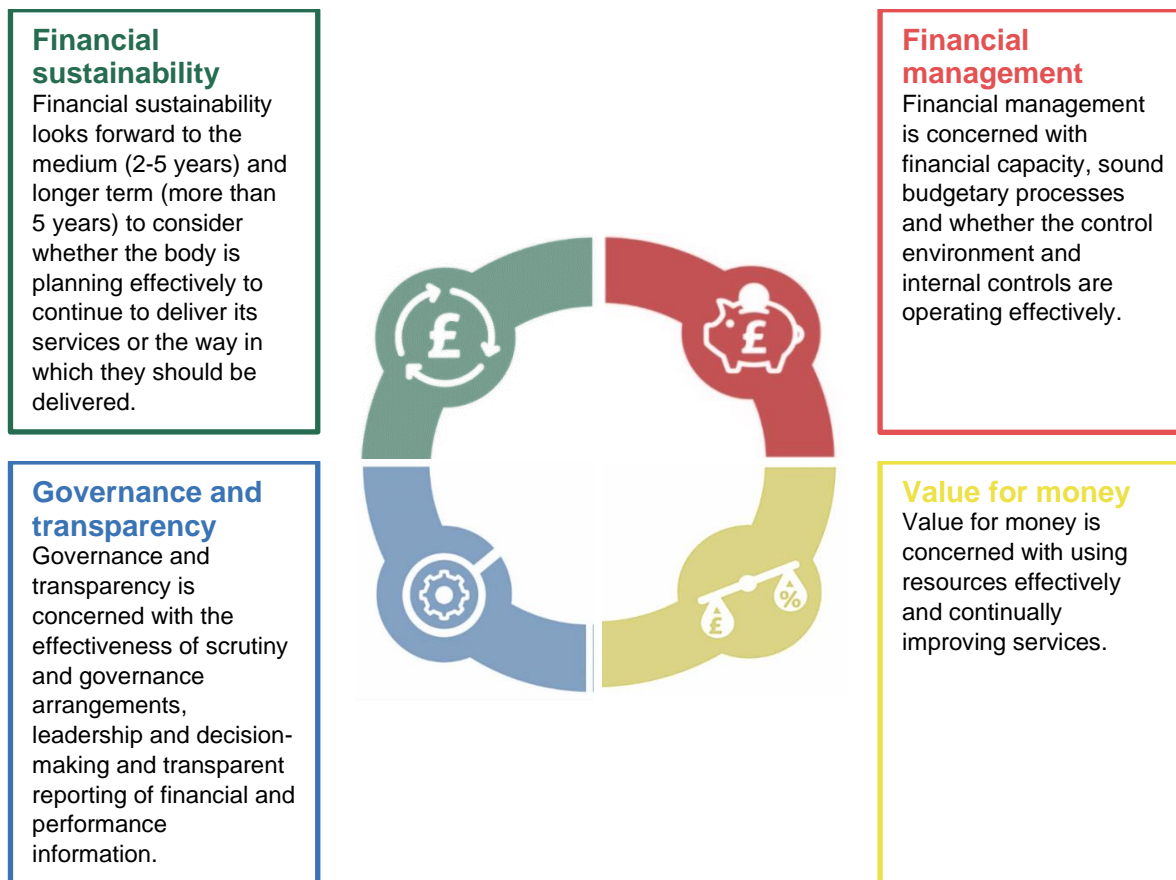 Financial
sustainability
Financial sustainability
looks forward to the
medium (2-5 years) and
longer term (more than
5 years) to consider
whether the body is
planning effectively to
continue to deliver its
services or the way in
which they should be
delivered.
Financial
management
Financial management
is concerned with
financial capacity, sound
budgetary processes
and whether the control
environment and
internal controls are
operating effectively.
£
£
Governance and
transparency
Governance and
transparency is
concerned with the
effectiveness of scrutiny
and governance
arrangements,
leadership and decision-
making and transparent
reporting of financial and
performance
information.
£
%
Value for money
Value for money is
concerned with using
resources effectively
and continually
improving services.